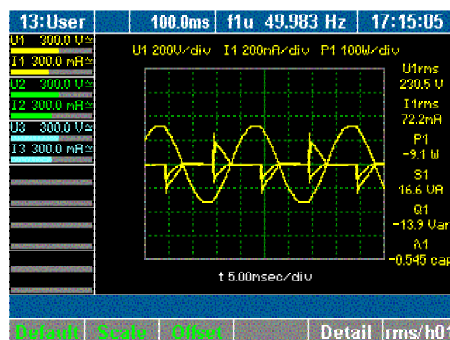 13:User 100.0ms f1u 49.983 Hz 17:15:05
U1 300.0 V≃
I1 300.0 mA≃
U2 300.0 V≃
I2 300.0 mA≃
U3 300.0 V≃
I3 300.0 mA≃
U1 200V/div I1 200mA/div P1 100W/div
U1rms
230.5 V
I1rms
72.2mA
P1
-9.1 W
S1
16.6 VA
Q1
-13.9 Var
λ1
-0.545 cap
t 5.00msec/div
Default Scale Offset Detail rms/h01